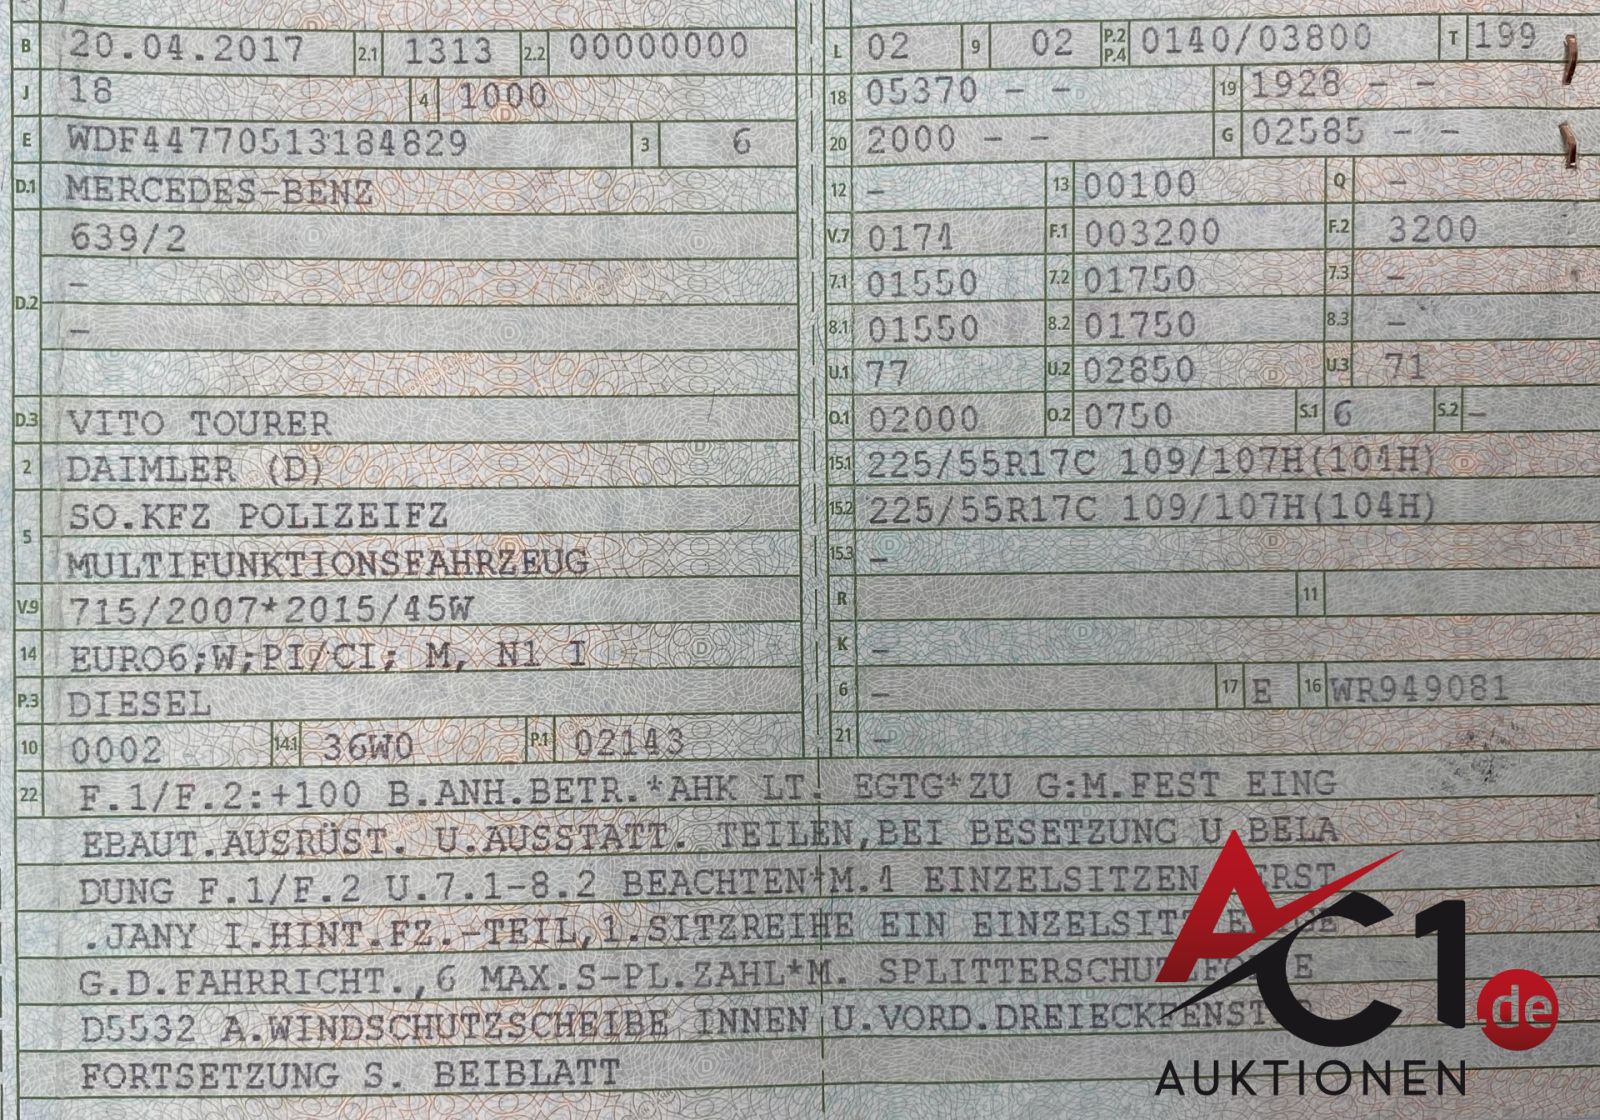 B 20.04.2017 2.1 1313 2.2 00000000
J 18 4 1000
E WDF44770513184829 3 6
D.1 MERCEDES-BENZ
639/2
D.2 –
–
D.3 VITO TOURER
2 DAIMLER (D)
5 SO.KFZ POLIZEIFZ
MULTIFUNKTIONSFAHRZEUG
V.9 715/2007*2015/45W
14 EURO6;W;PI/CI; M, N1 I
P.3 DIESEL
10 0002 14.1 36W0 P.1 02143
L 02 9 02 P.2 P.4 0140/03800 T 199
18 05370 – – 19 1928 – –
20 2000 – – G 02585 – –
12 – 13 00100 Q –
V.7 0174 F.1 003200 F.2 3200
7.1 01550 7.2 01750 7.3 –
8.1 01550 8.2 01750 8.3 –
U.1 77 U.2 02850 U.3 71
O.1 02000 O.2 0750 S.1 6 S.2 –
15.1 225/55R17C 109/107H(104H)
15.2 225/55R17C 109/107H(104H)
15.3 –
R 11
K –
6 – 17 E 16 WR949081
21 –
22 F.1/F.2:+100 B.ANH.BETR.*AHK LT. EGTG*ZU G:M.FEST EING
EBAUT.AUSRÜST. U.AUSSTATT. TEILEN,BEI BESETZUNG U.BELA
DUNG F.1/F.2 U.7.1-8.2 BEACHTEN*M.4 EINZELSITZEN
.JANY I.HINT.FZ.-TEIL,1.SITZREIHE EIN
G.D.FAHRRICHT.,6 MAX.S-PL.ZAHL*M.
D5532 A.WINDSCHUTZSCHEIBE INNEN U.VORD.
FORTSETZUNG S. BEIBLATT
AC1.de
AUKTIONEN